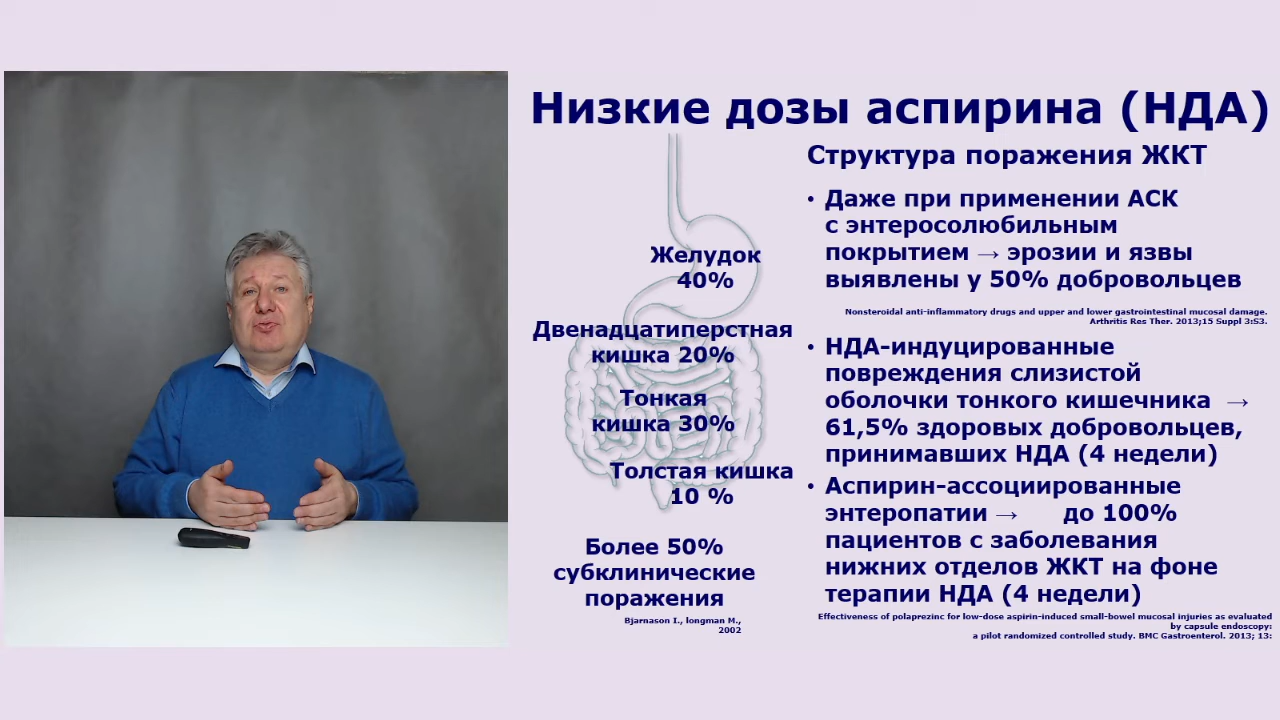 Низкие дозы аспирина (НДА)
Структура поражения ЖКТ
Желудок
40%
Двенадцатиперстная
кишка 20%
Тонкая
кишка 30%
Толстая кишка
10 %
Более 50%
субклинические
поражения
Bjarnason I., longman M.,
2002
• Даже при применении АСК
с энтеросолюбильным
покрытием → эрозии и язвы
выявлены у 50% добровольцев
Nonsteroidal anti-inflammatory drugs and upper and lower gastrointestinal mucosal damage.
Arthritis Res Ther. 2013;15 Suppl 3:S3.
• НДА-индуцированные
повреждения слизистой
оболочки тонкого кишечника →
61,5% здоровых добровольцев,
принимавших НДА (4 недели)
• Аспирин-ассоциированные
энтеропатии → до 100%
пациентов с заболевания
нижних отделов ЖКТ на фоне
терапии НДА (4 недели)
Effectiveness of polaprezinc for low-dose aspirin-induced small-bowel mucosal injuries as evaluated
by capsule endoscopy:
a pilot randomized controlled study. BMC Gastroenterol. 2013; 13: